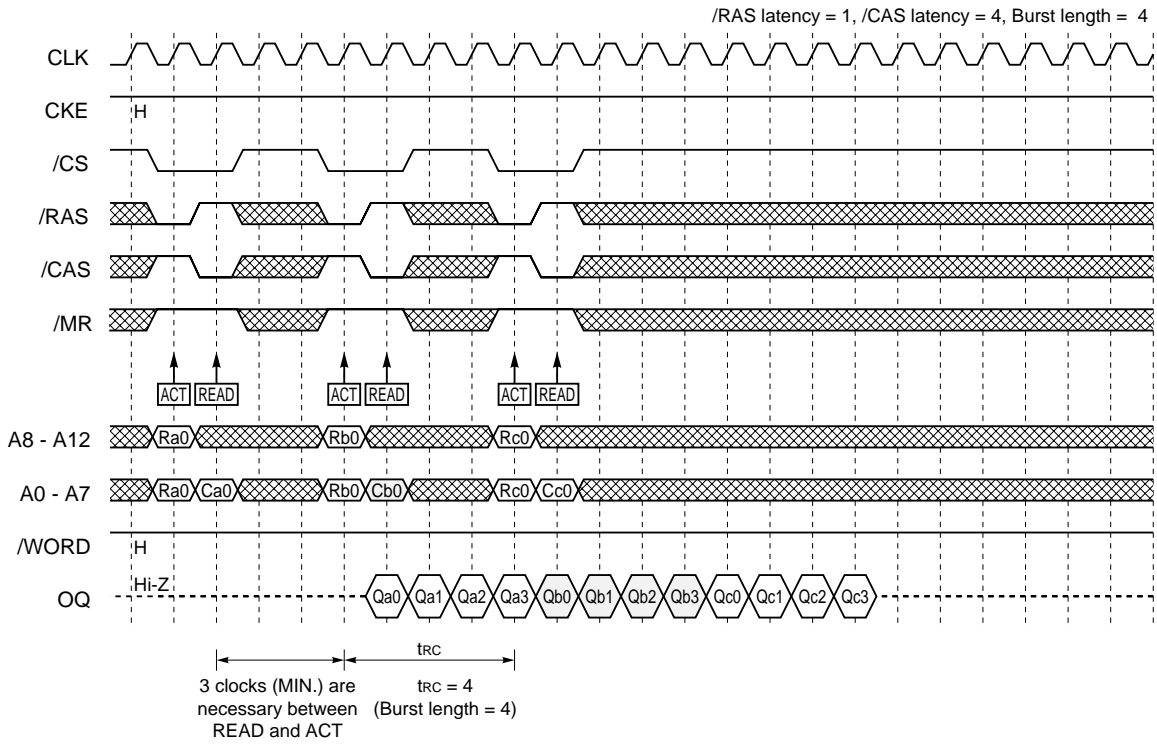 /RAS latency = 1, /CAS latency = 4, Burst length = 4
CLK
CKE H
/CS
/RAS
/CAS
/MR
ACT READ ACT READ ACT READ
A8 - A12 Ra0 Rb0 Rc0
A0 - A7 Ra0 Ca0 Rb0 Cb0 Rc0 Cc0
/WORD H
Hi-Z
OQ Qa0 Qa1 Qa2 Qa3 Qb0 Qb1 Qb2 Qb3 Qc0 Qc1 Qc2 Qc3
tRC
3 clocks (MIN.) are
necessary between
READ and ACT
tRC = 4
(Burst length = 4)